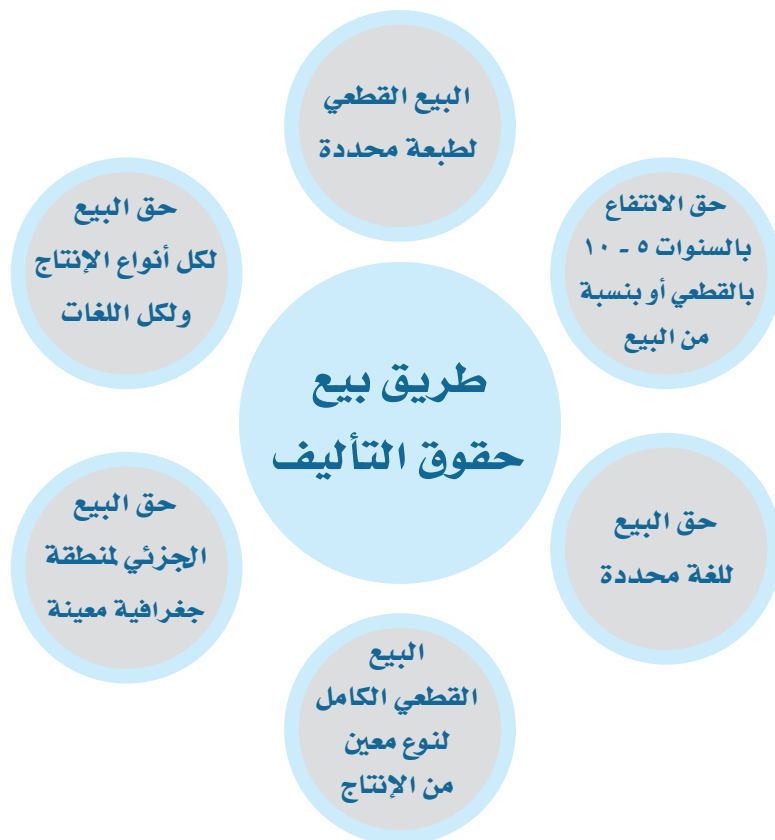 البيع القطعي
لطبعة محددة
حق الانتفاع
بالسنوات ٥ - ١٠
بالقطعي أو بنسبة
من البيع
حق البيع
لكل أنواع الإنتاج
ولكل اللغات
طريق بيع
حقوق التأليف
حق البيع
للغة محددة
حق البيع
الجزئي لمنطقة
جغرافية معينة
البيع
القطعي الكامل
لنوع معين
من الإنتاج